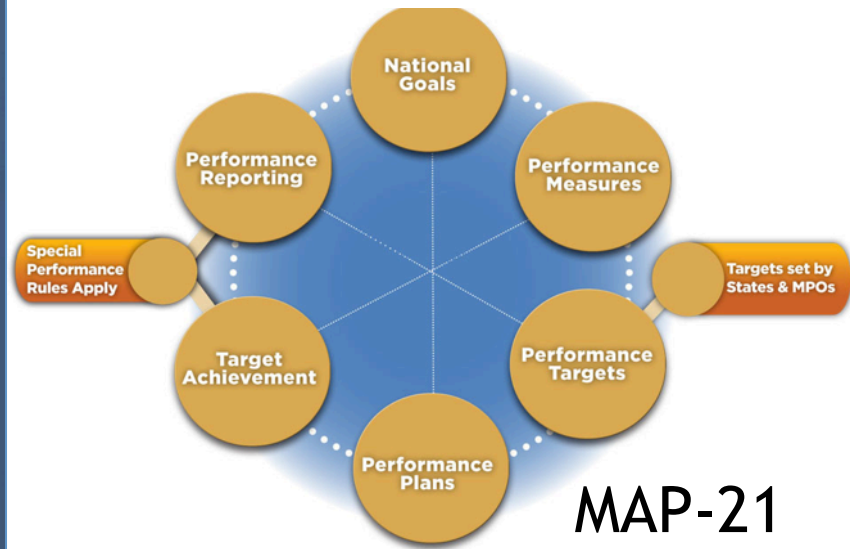 National
Goals
Performance
Reporting
Performance
Measures
Special
Performance
Rules Apply
Targets set by
States & MPOs
Target
Achievement
Performance
Targets
Performance
Plans
MAP-21